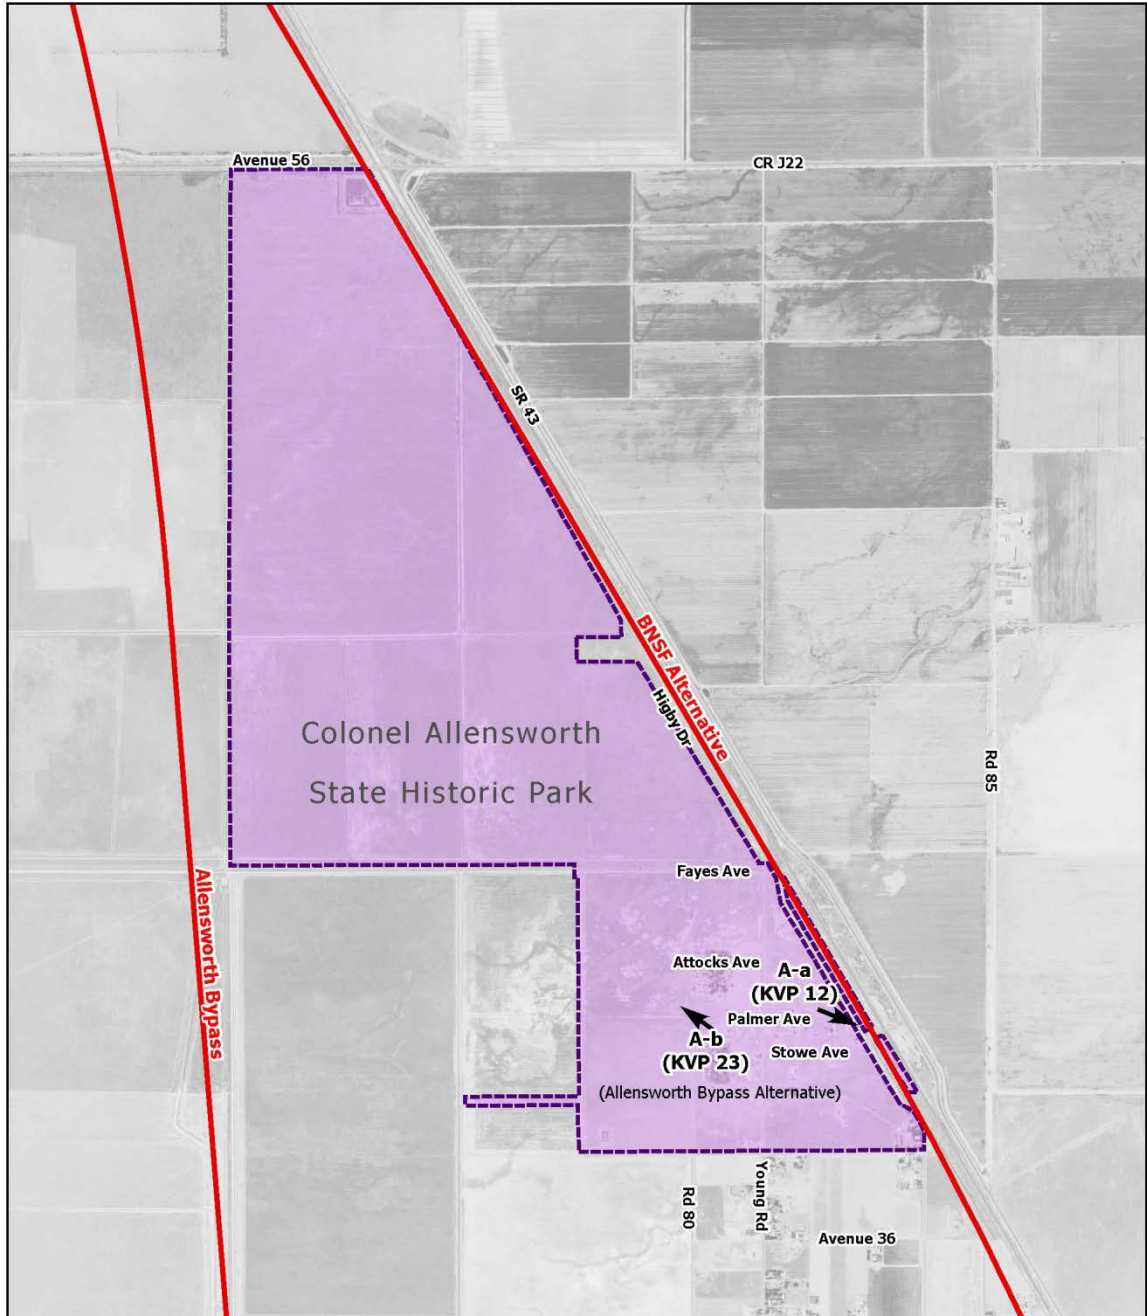 Avenue 56
CR J22
SR 43
BNSF Alternative
Higby Dr
Rd 85
Colonel Allensworth
State Historic Park
Allensworth Bypass
Fayes Ave
Attocks Ave
A-a
(KVP 12)
Palmer Ave
A-b
(KVP 23)
Stowe Ave
(Allensworth Bypass Alternative)
Rd 80
Young Rd
Avenue 36